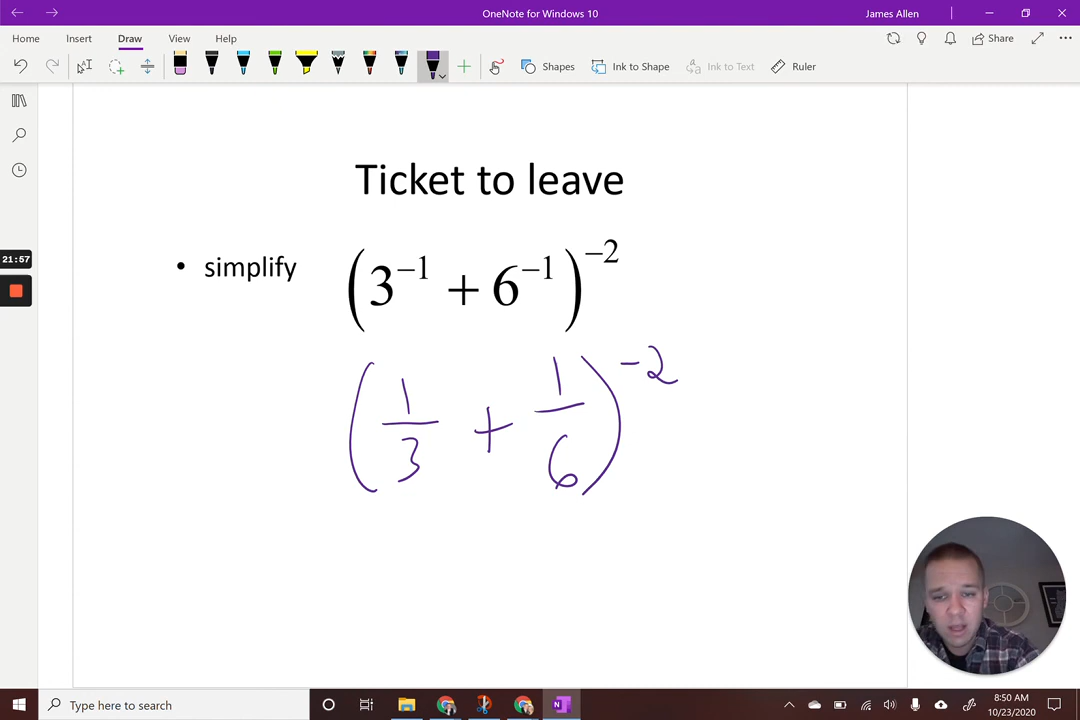 OneNote for Windows 10
James Allen
Home Insert Draw View Help
Share
Shapes Ink to Shape Ink to Text Ruler
Ticket to leave
21:57
• simplify (3⁻¹ + 6⁻¹)⁻²
(1/3 + 1/6)⁻²
Type here to search
8:50 AM
10/23/2020